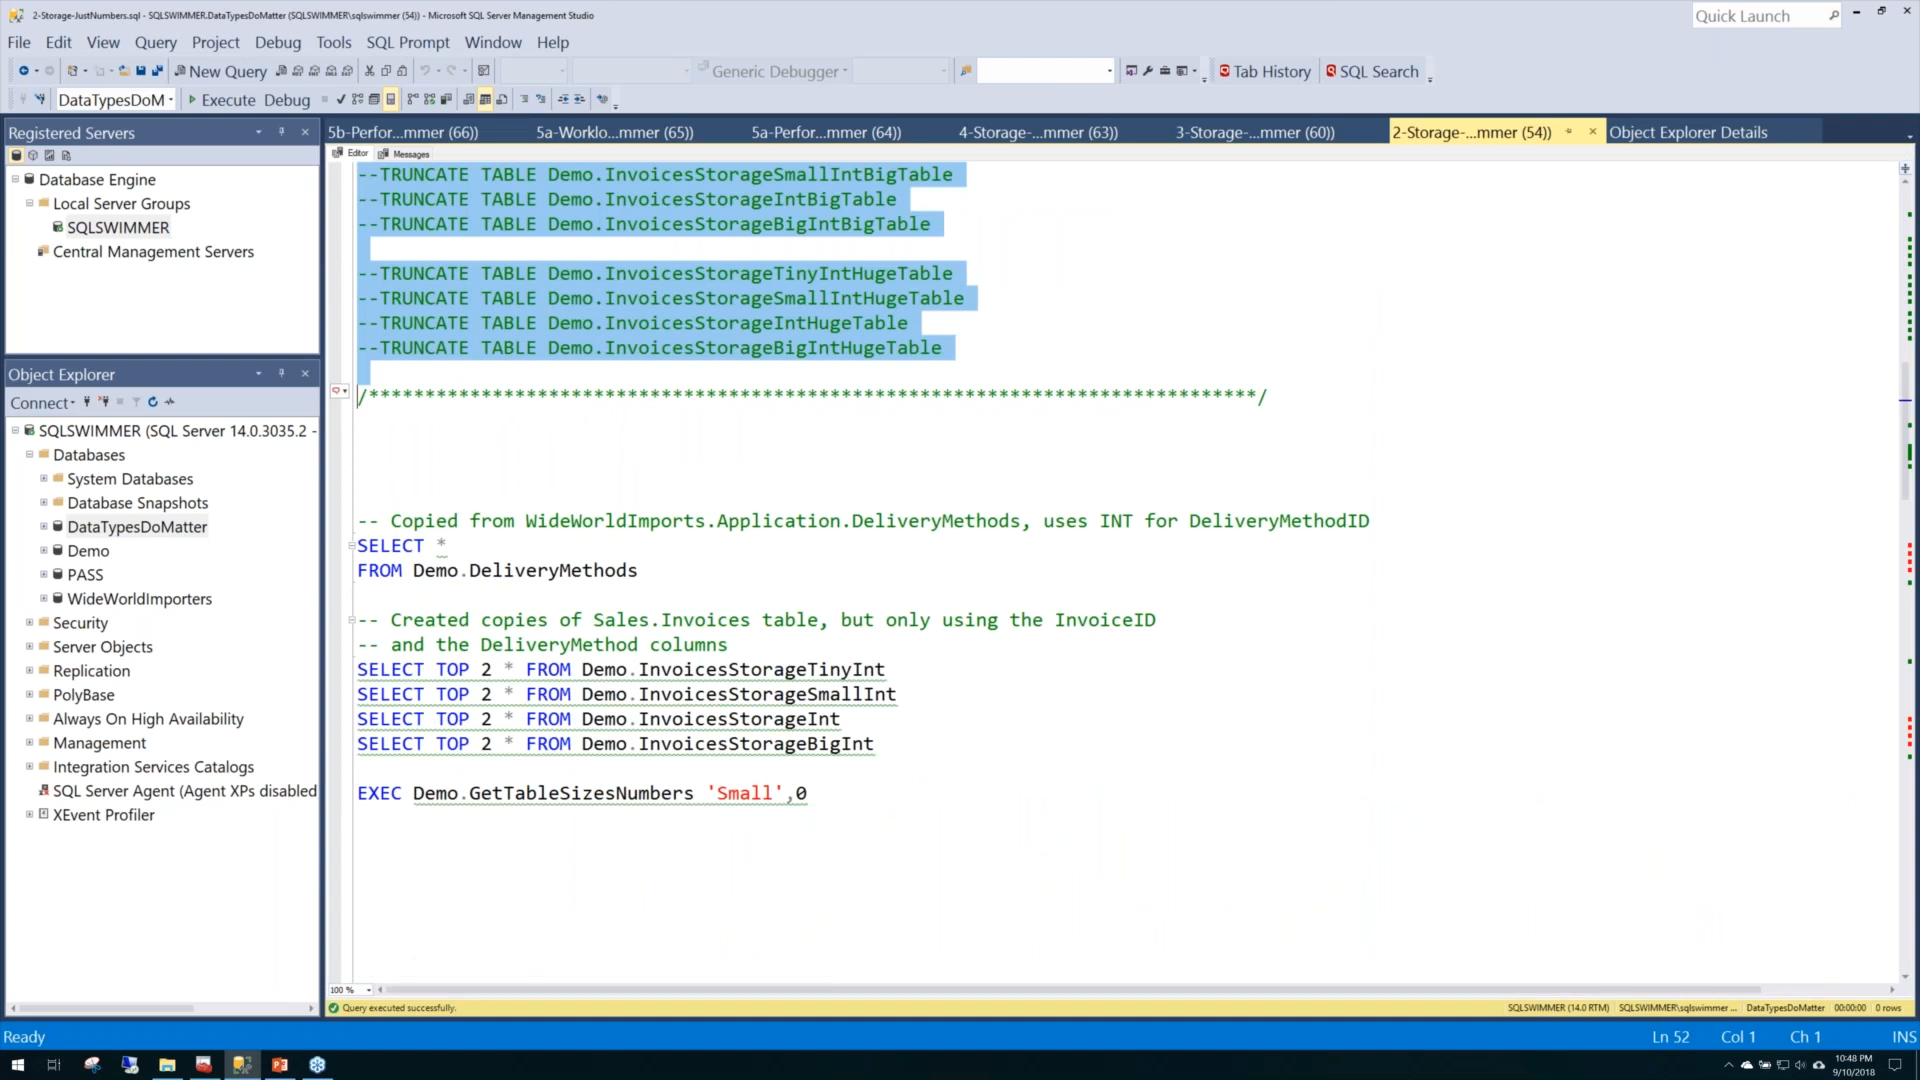 2-Storage-JustNumbers.sql - SQLSWIMMER.DataTypesDoMatter (SQLSWIMMER\sqlswimmer (54)) - Microsoft SQL Server Management Studio
Quick Launch
File Edit View Query Project Debug Tools SQL Prompt Window Help
New Query Generic Debugger Tab History SQL Search
DataTypesDoM Execute Debug
Registered Servers
5b-Perfor...mmer (66)) 5a-Worklo...mmer (65)) 5a-Perfor...mmer (64)) 4-Storage-...mmer (63)) 3-Storage-...mmer (60)) 2-Storage-...mmer (54)) Object Explorer Details
Editor Messages
Database Engine
Local Server Groups
SQLSWIMMER
Central Management Servers
Object Explorer
Connect
SQLSWIMMER (SQL Server 14.0.3035.2 -
Databases
System Databases
Database Snapshots
DataTypesDoMatter
Demo
PASS
WideWorldImporters
Security
Server Objects
Replication
PolyBase
Always On High Availability
Management
Integration Services Catalogs
SQL Server Agent (Agent XPs disabled
XEvent Profiler
--TRUNCATE TABLE Demo.InvoicesStorageSmallIntBigTable
--TRUNCATE TABLE Demo.InvoicesStorageIntBigTable
--TRUNCATE TABLE Demo.InvoicesStorageBigIntBigTable
--TRUNCATE TABLE Demo.InvoicesStorageTinyIntHugeTable
--TRUNCATE TABLE Demo.InvoicesStorageSmallIntHugeTable
--TRUNCATE TABLE Demo.InvoicesStorageIntHugeTable
--TRUNCATE TABLE Demo.InvoicesStorageBigIntHugeTable
/*******************************************************************************/
-- Copied from WideWorldImports.Application.DeliveryMethods, uses INT for DeliveryMethodID
SELECT *
FROM Demo.DeliveryMethods
-- Created copies of Sales.Invoices table, but only using the InvoiceID
-- and the DeliveryMethod columns
SELECT TOP 2 * FROM Demo.InvoicesStorageTinyInt
SELECT TOP 2 * FROM Demo.InvoicesStorageSmallInt
SELECT TOP 2 * FROM Demo.InvoicesStorageInt
SELECT TOP 2 * FROM Demo.InvoicesStorageBigInt
EXEC Demo.GetTableSizesNumbers 'Small',0
100 %
Query executed successfully. SQLSWIMMER (14.0 RTM) SQLSWIMMER\sqlswimmer ... DataTypesDoMatter 00:00:00 0 rows
Ready Ln 52 Col 1 Ch 1 INS
10:48 PM
9/10/2018